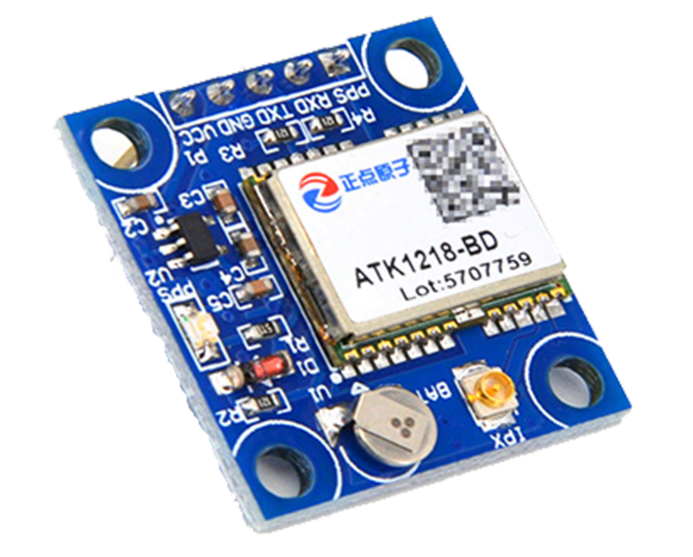 PPS RXD TXD GND VCC
P1
R3
R4
正点原子
ATK1218-BD
Lot:5707759
C3
C2
U2
C4
C5
PPS
R1
D1
R2
U1
BAT
IPX